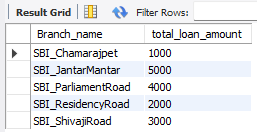 Result Grid Filter Rows:
Branch_name total_loan_amount
SBI_Chamarajpet 1000
SBI_JantarMantar 5000
SBI_ParliamentRoad 4000
SBI_ResidencyRoad 2000
SBI_ShivajiRoad 3000